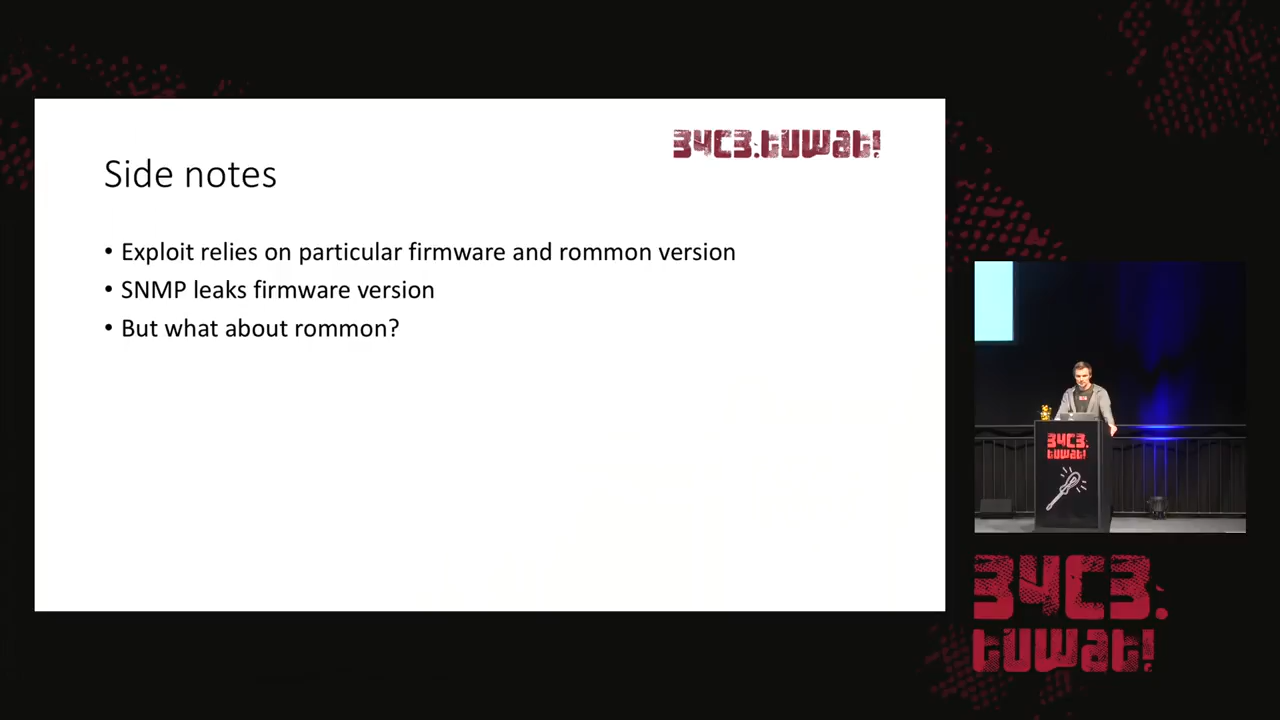 34C3.tuwat!
Side notes
• Exploit relies on particular firmware and rommon version
• SNMP leaks firmware version
• But what about rommon?
34C3.
tuwat!
34C3.
tuwat!